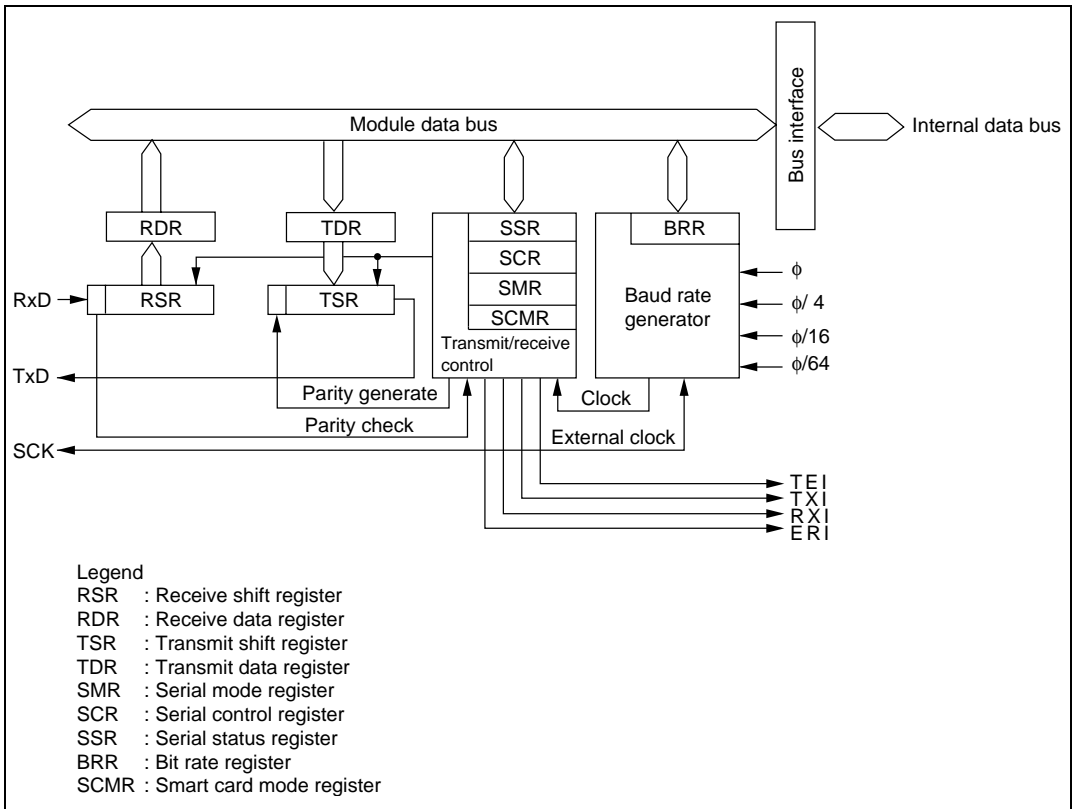 Bus interface
Module data bus
Internal data bus
RDR
TDR
SSR
BRR
SCR
RxD
RSR
TSR
SMR
SCMR
Baud rate
generator
ϕ
ϕ/ 4
ϕ/16
ϕ/64
Transmit/receive
control
TxD
Parity generate
Clock
Parity check
External clock
SCK
TEI
TXI
RXI
ERI
Legend
RSR : Receive shift register
RDR : Receive data register
TSR : Transmit shift register
TDR : Transmit data register
SMR : Serial mode register
SCR : Serial control register
SSR : Serial status register
BRR : Bit rate register
SCMR : Smart card mode register